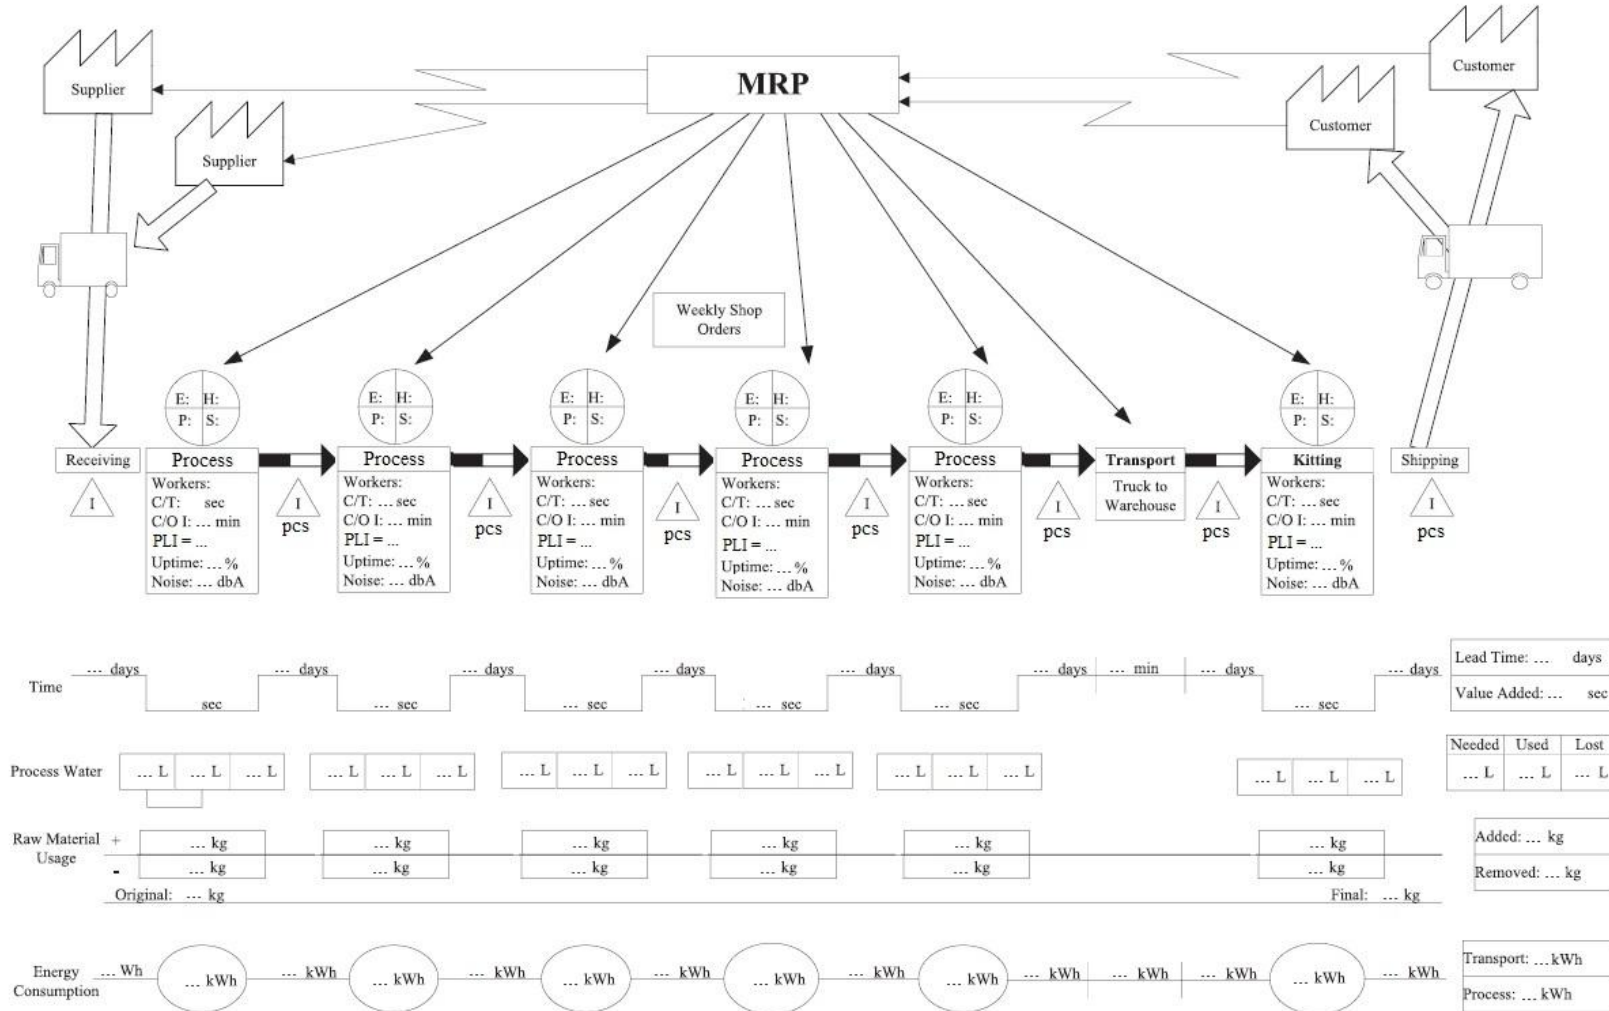 Supplier
MRP
Customer
Supplier
Customer
Weekly Shop
Orders
E: H:
P: S:
E: H:
P: S:
E: H:
P: S:
E: H:
P: S:
E: H:
P: S:
E: H:
P: S:
Receiving
I
Process
Workers:
C/T: sec
C/O I: ... min
PLI = ...
Uptime: ... %
Noise: ... dbA
I
pcs
Process
Workers:
C/T: ... sec
C/O I: ... min
PLI = ...
Uptime: ... %
Noise: ... dbA
I
pcs
Process
Workers:
C/T: ... sec
C/O I: ... min
PLI = ...
Uptime: ... %
Noise: ... dbA
I
pcs
Process
Workers:
C/T: ... sec
C/O I: ... min
PLI = ...
Uptime: ... %
Noise: ... dbA
I
pcs
Process
Workers:
C/T: ... sec
C/O I: ... min
PLI = ...
Uptime: ... %
Noise: ... dbA
I
pcs
Transport
Truck to
Warehouse
I
pcs
Kitting
Workers:
C/T: ... sec
C/O I: ... min
PLI = ...
Uptime: ... %
Noise: ... dbA
Shipping
I
pcs
Time
... days ... days ... days ... days ... days ... days ... min ... days ... days
sec ... sec ... sec ... sec ... sec ... sec
Lead Time: ... days
Value Added: ... sec
Process Water
... L ... L ... L
... L ... L ... L
... L ... L ... L
... L ... L ... L
... L ... L ... L
... L ... L ... L
Needed Used Lost
... L ... L ... L
Raw Material
Usage
+ ... kg ... kg ... kg ... kg ... kg ... kg
- ... kg ... kg ... kg ... kg ... kg ... kg
Original: ... kg
Final: ... kg
Added: ... kg
Removed: ... kg
Energy
Consumption
... Wh ... kWh ... kWh ... kWh ... kWh ... kWh ... kWh ... kWh ... kWh ... kWh ... kWh ... kWh ... kWh ... kWh ... kWh
Transport: ... kWh
Process: ... kWh